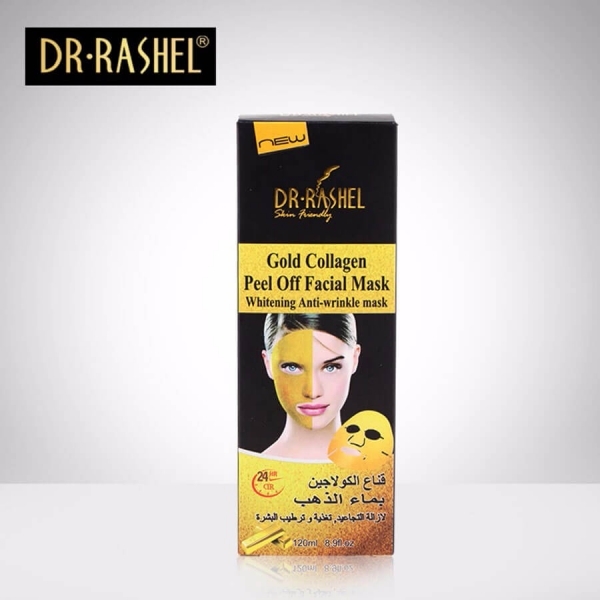 DR·RASHEL®
NEW
DR·RASHEL
Skin Friendly
Gold Collagen
Peel Off Facial Mask
Whitening Anti-wrinkle mask
24 HR
قناع الكولاجين
بماء الذهب
لازالة التجاعيد, تغذية و ترطيب البشرة
120ml 8.9fl.oz